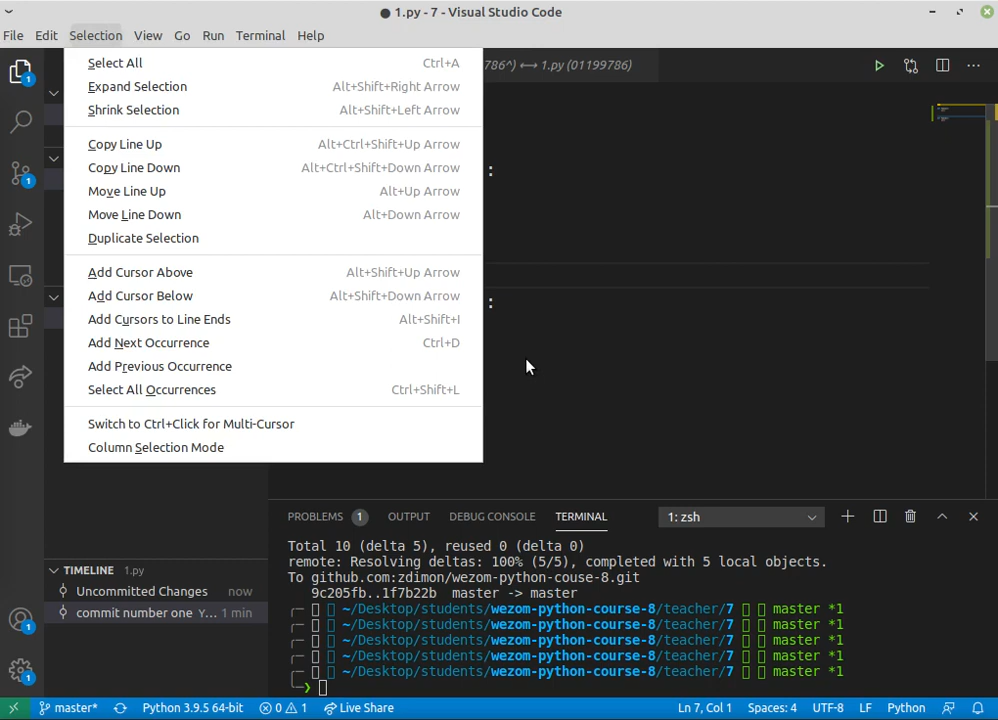 1.py - 7 - Visual Studio Code
File Edit Selection View Go Run Terminal Help
Select All Ctrl+A
Expand Selection Alt+Shift+Right Arrow
Shrink Selection Alt+Shift+Left Arrow
Copy Line Up Alt+Ctrl+Shift+Up Arrow
Copy Line Down Alt+Ctrl+Shift+Down Arrow
Move Line Up Alt+Up Arrow
Move Line Down Alt+Down Arrow
Duplicate Selection
Add Cursor Above Alt+Shift+Up Arrow
Add Cursor Below Alt+Shift+Down Arrow
Add Cursors to Line Ends Alt+Shift+I
Add Next Occurrence Ctrl+D
Add Previous Occurrence
Select All Occurrences Ctrl+Shift+L
Switch to Ctrl+Click for Multi-Cursor
Column Selection Mode
786^) ⟷ 1.py (01199786)
:
:
1
1
1
1
PROBLEMS 1 OUTPUT DEBUG CONSOLE TERMINAL 1: zsh
Total 10 (delta 5), reused 0 (delta 0)
remote: Resolving deltas: 100% (5/5), completed with 5 local objects.
To github.com:zdimon/wezom-python-couse-8.git
9c205fb..1f7b22b master -> master
~/Desktop/students/wezom-python-course-8/teacher/7 master *1
~/Desktop/students/wezom-python-course-8/teacher/7 master *1
~/Desktop/students/wezom-python-course-8/teacher/7 master *1
~/Desktop/students/wezom-python-course-8/teacher/7 master *1
~/Desktop/students/wezom-python-course-8/teacher/7 master *1
TIMELINE 1.py
Uncommitted Changes now
commit number one Y... 1 min
master* Python 3.9.5 64-bit 0 1 Live Share Ln 7, Col 1 Spaces: 4 UTF-8 LF Python